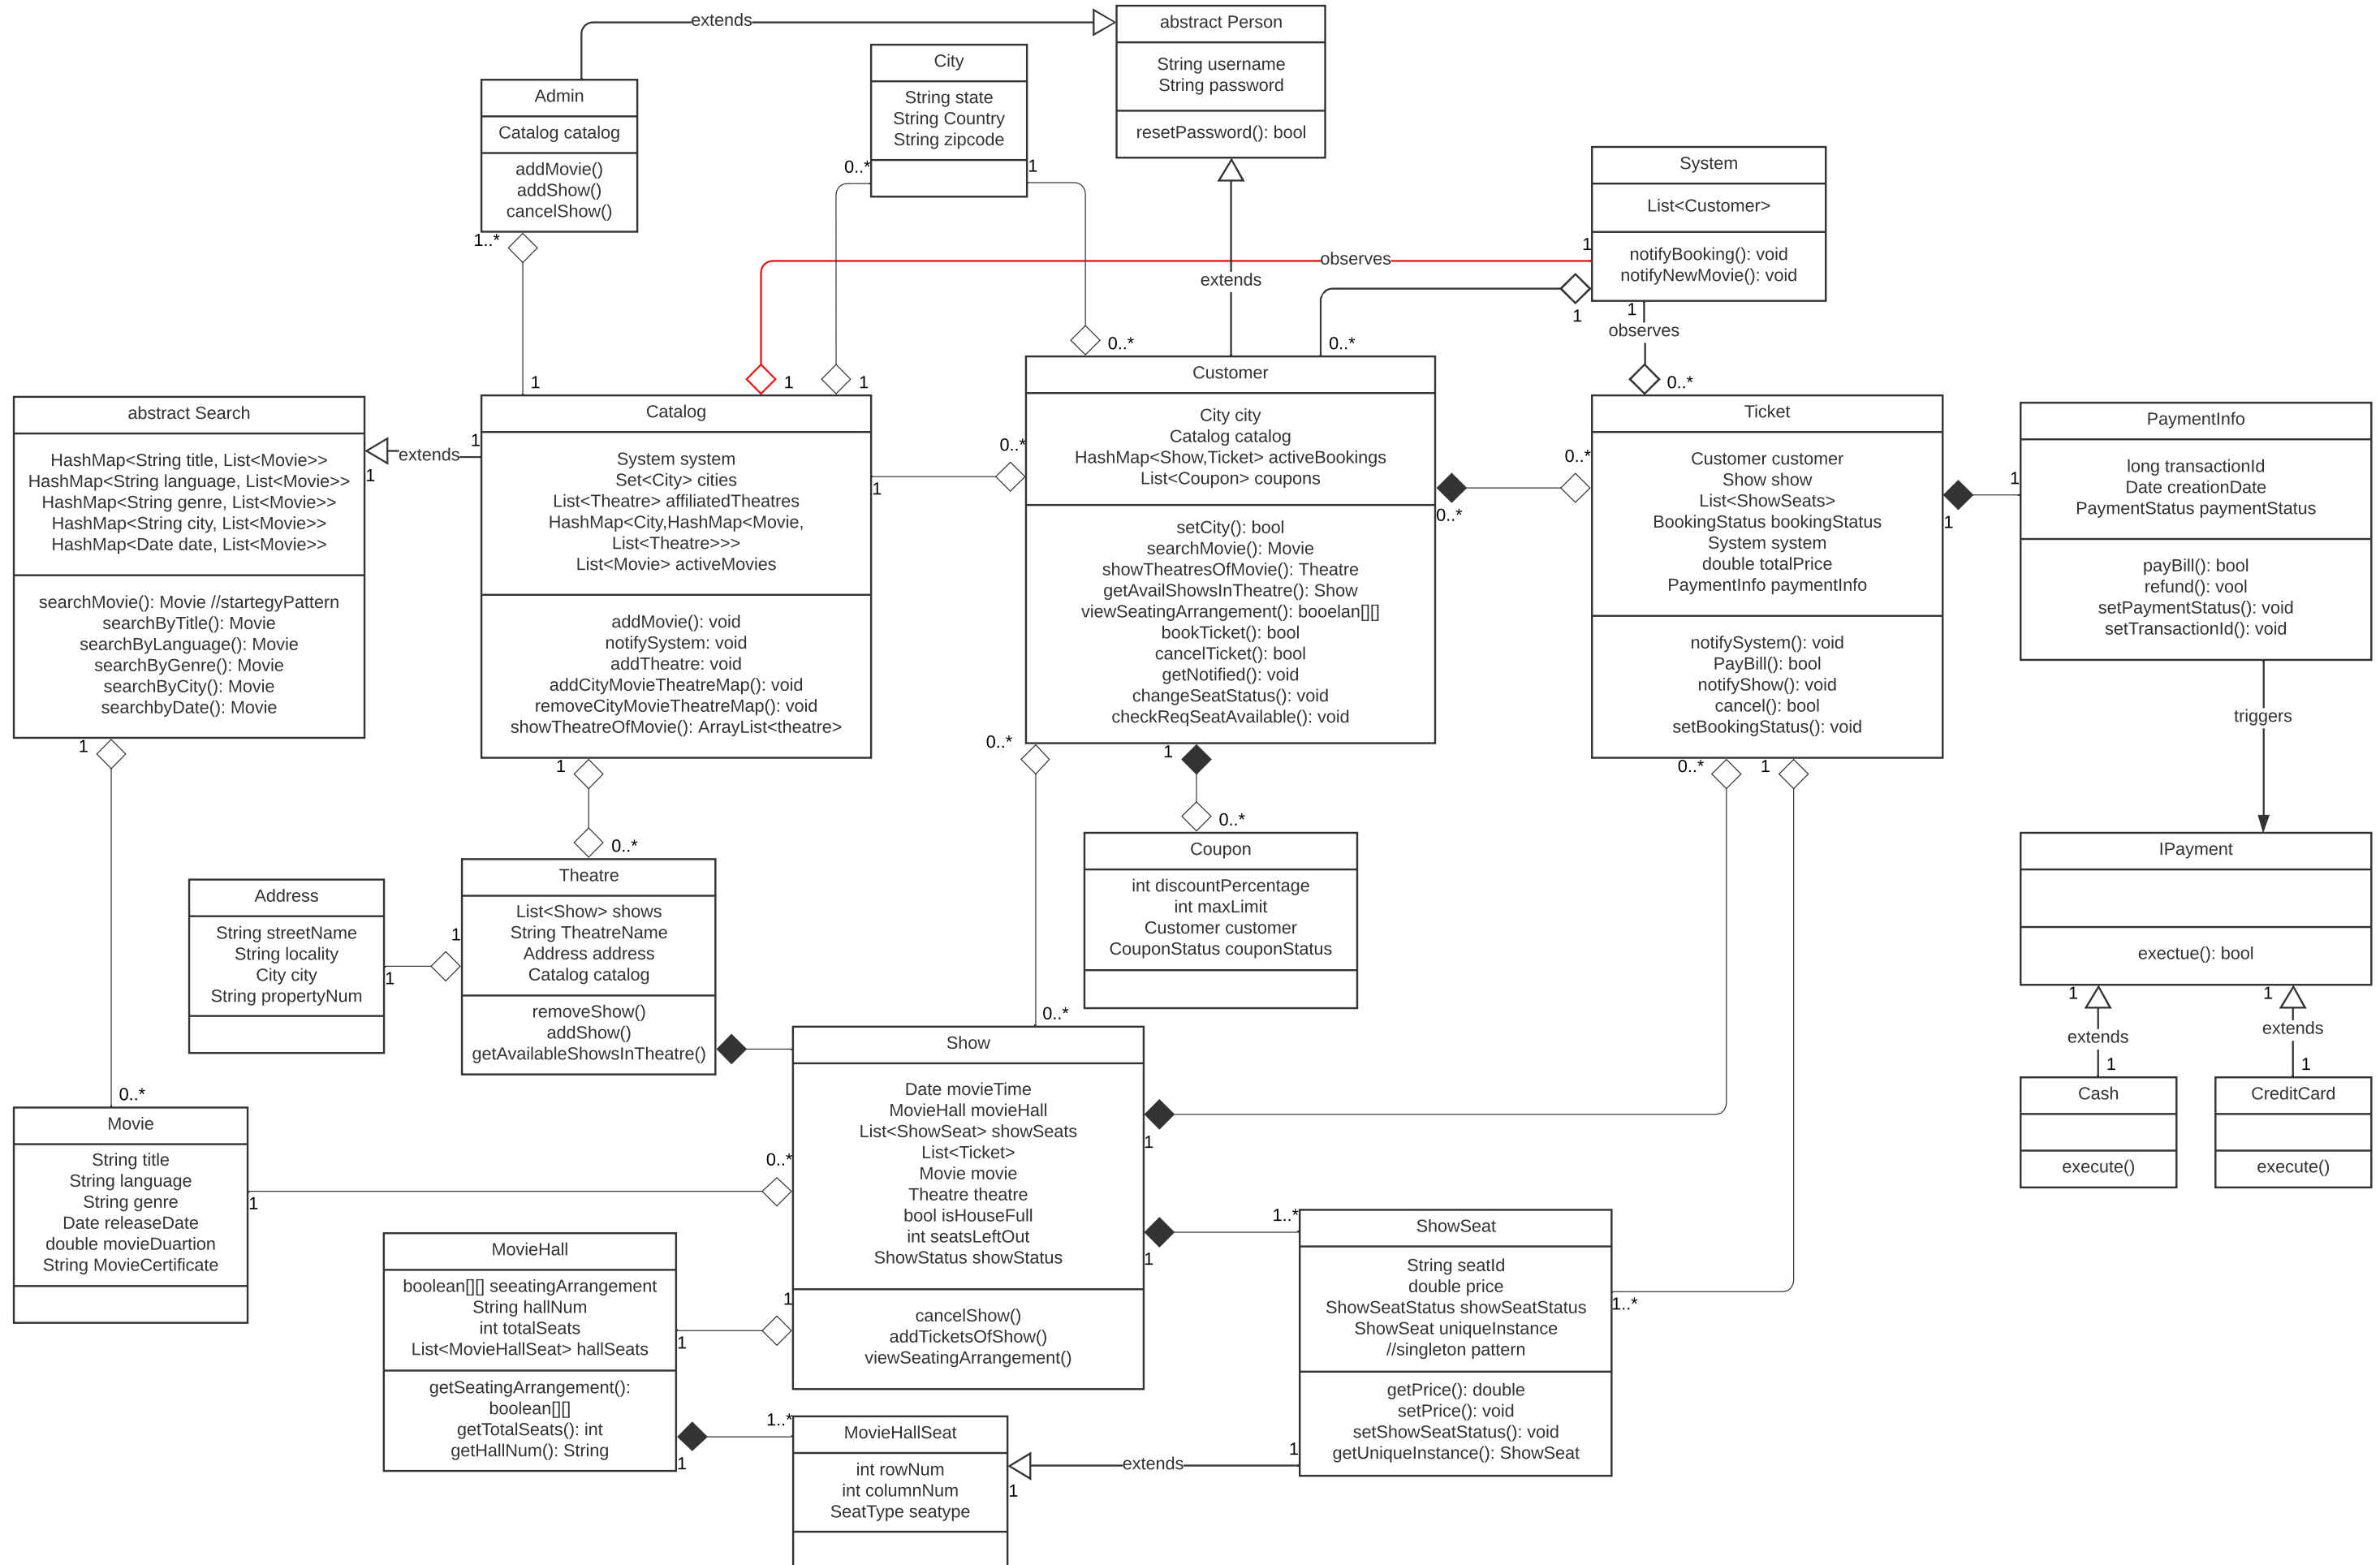 extends
abstract Person
String username
String password
resetPassword(): bool
City
String state
String Country
String zipcode
0..*
1
Admin
Catalog catalog
addMovie()
addShow()
cancelShow()
1..*
1
System
List<Customer>
notifyBooking(): void
notifyNewMovie(): void
1
observes
1
extends
1
0..*
0..*
1
1
observes
0..*
abstract Search
HashMap<String title, List<Movie>>
HashMap<String language, List<Movie>>
HashMap<String genre, List<Movie>>
HashMap<String city, List<Movie>>
HashMap<Date date, List<Movie>>
searchMovie(): Movie //startegyPattern
searchByTitle(): Movie
searchByLanguage(): Movie
searchByGenre(): Movie
searchByCity(): Movie
searchbyDate(): Movie
1
extends
1
Catalog
System system
Set<City> cities
List<Theatre> affiliatedTheatres
HashMap<City,HashMap<Movie,
List<Theatre>>>
List<Movie> activeMovies
addMovie(): void
notifySystem: void
addTheatre: void
addCityMovieTheatreMap(): void
removeCityMovieTheatreMap(): void
showTheatreOfMovie(): ArrayList<theatre>
0..*
1
Customer
City city
Catalog catalog
HashMap<Show,Ticket> activeBookings
List<Coupon> coupons
setCity(): bool
searchMovie(): Movie
showTheatresOfMovie(): Theatre
getAvailShowsInTheatre(): Show
viewSeatingArrangement(): booelan[][]
bookTicket(): bool
cancelTicket(): bool
getNotified(): void
changeSeatStatus(): void
checkReqSeatAvailable(): void
0..*
0..*
Ticket
Customer customer
Show show
List<ShowSeats>
BookingStatus bookingStatus
System system
double totalPrice
PaymentInfo paymentInfo
notifySystem(): void
PayBill(): bool
notifyShow(): void
cancel(): bool
setBookingStatus(): void
1
1
PaymentInfo
long transactionId
Date creationDate
PaymentStatus paymentStatus
payBill(): bool
refund(): vool
setPaymentStatus(): void
setTransactionId(): void
triggers
1
1
0..*
1
0..*
1
0..*
0..*
Coupon
int discountPercentage
int maxLimit
Customer customer
CouponStatus couponStatus
IPayment
exectue(): bool
1
extends
1
1
extends
1
Cash
execute()
CreditCard
execute()
Address
String streetName
String locality
City city
String propertyNum
1
1
Theatre
List<Show> shows
String TheatreName
Address address
Catalog catalog
removeShow()
addShow()
getAvailableShowsInTheatre()
0..*
0..*
Movie
String title
String language
String genre
Date releaseDate
double movieDuartion
String MovieCertificate
1
0..*
Show
Date movieTime
MovieHall movieHall
List<ShowSeat> showSeats
List<Ticket>
Movie movie
Theatre theatre
bool isHouseFull
int seatsLeftOut
ShowStatus showStatus
cancelShow()
addTicketsOfShow()
viewSeatingArrangement()
1
1
1..*
MovieHall
boolean[][] seeatingArrangement
String hallNum
int totalSeats
List<MovieHallSeat> hallSeats
getSeatingArrangement():
boolean[][]
getTotalSeats(): int
getHallNum(): String
1
1
1
1..*
ShowSeat
String seatId
double price
ShowSeatStatus showSeatStatus
ShowSeat uniqueInstance
//singleton pattern
getPrice(): double
setPrice(): void
setShowSeatStatus(): void
getUniqueInstance(): ShowSeat
1..*
MovieHallSeat
int rowNum
int columnNum
SeatType seatype
1
extends
1